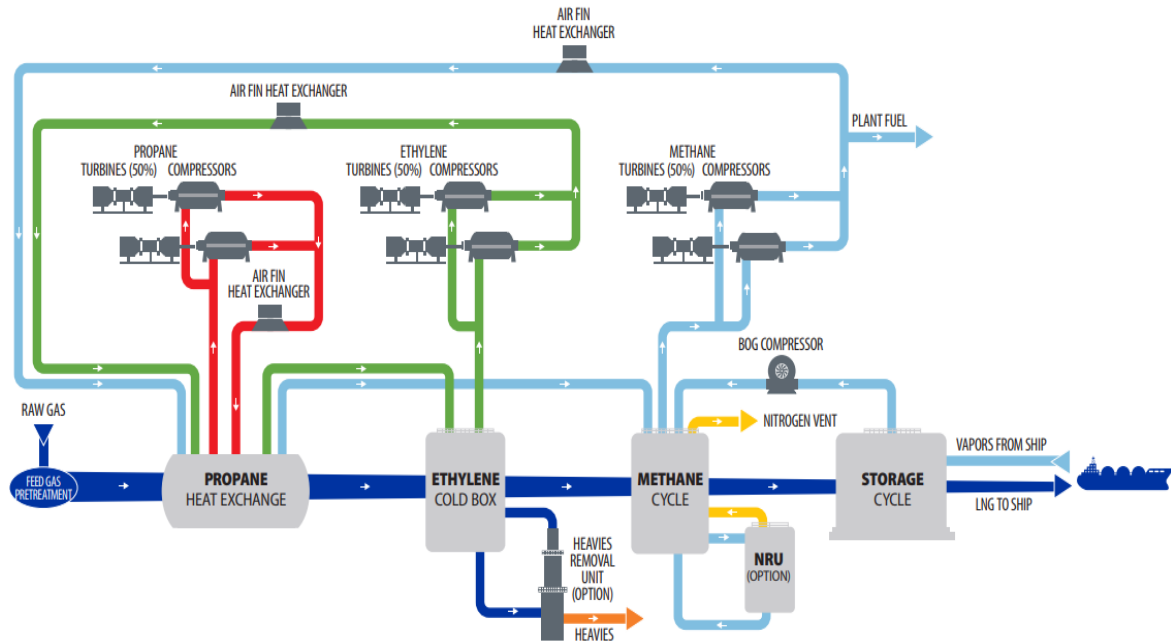 AIR FIN
HEAT EXCHANGER
AIR FIN HEAT EXCHANGER
PLANT FUEL
PROPANE
TURBINES (50%) COMPRESSORS
ETHYLENE
TURBINES (50%) COMPRESSORS
METHANE
TURBINES (50%) COMPRESSORS
AIR FIN
HEAT EXCHANGER
BOG COMPRESSOR
RAW GAS
NITROGEN VENT
VAPORS FROM SHIP
FEED GAS
PRETREATMENT
PROPANE
HEAT EXCHANGE
ETHYLENE
COLD BOX
METHANE
CYCLE
STORAGE
CYCLE
LNG TO SHIP
HEAVIES
REMOVAL
UNIT
(OPTION)
HEAVIES
NRU
(OPTION)